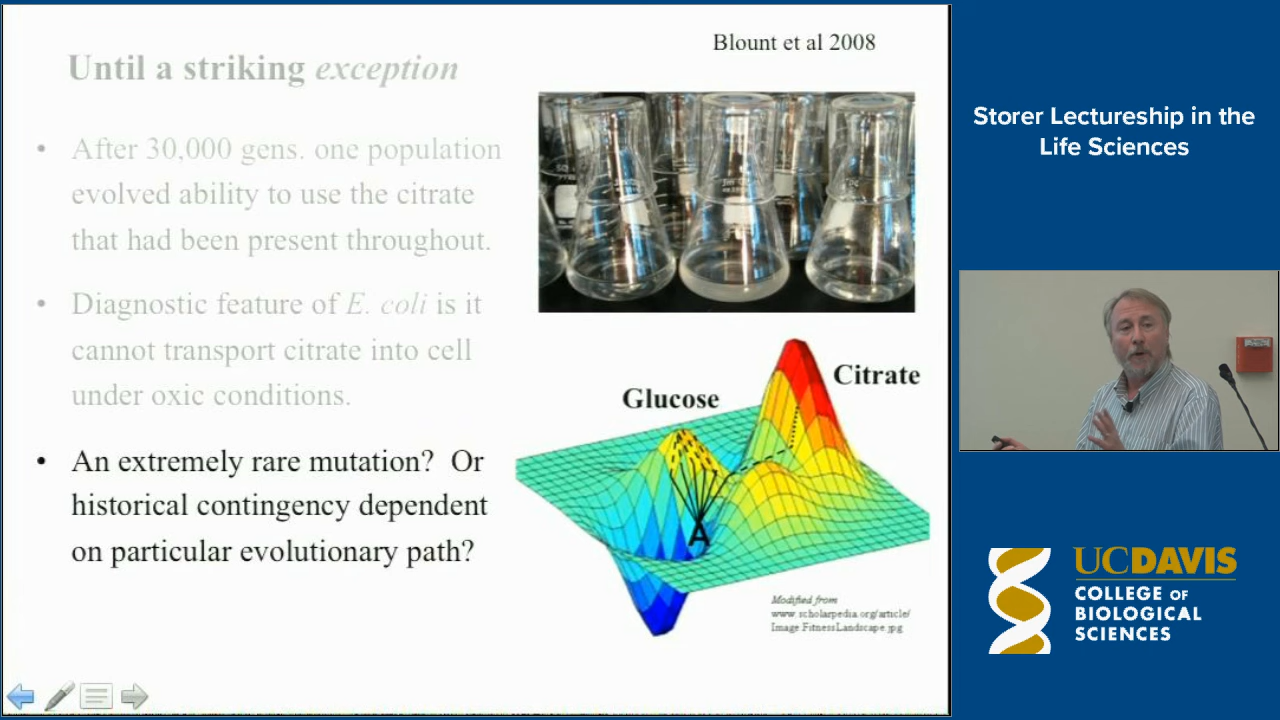 Blount et al 2008
Until a striking exception
• After 30,000 gens. one population
evolved ability to use the citrate
that had been present throughout.
• Diagnostic feature of E. coli is it
cannot transport citrate into cell
under oxic conditions.
• An extremely rare mutation? Or
historical contingency dependent
on particular evolutionary path?
Glucose
Citrate
A
Modified from
www.scholarpedia.org/article/
Image:FitnessLandscape.jpg
Storer Lectureship in the
Life Sciences
UCDAVIS
COLLEGE OF
BIOLOGICAL
SCIENCES